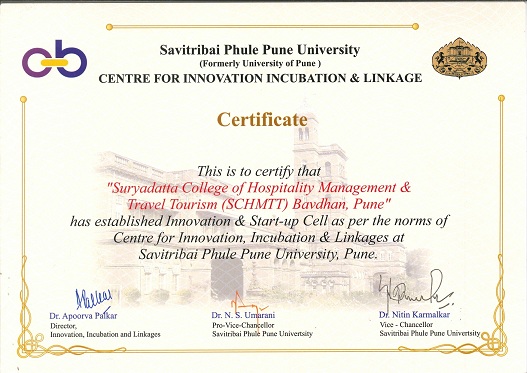 Savitribai Phule Pune University
(Formerly University of Pune )
CENTRE FOR INNOVATION INCUBATION & LINKAGE
Certificate
This is to certify that
"Suryadatta College of Hospitality Management &
Travel Tourism (SCHMTT) Bavdhan, Pune"
has established Innovation & Start-up Cell as per the norms of
Centre for Innovation, Incubation & Linkages at
Savitribai Phule Pune University, Pune.
Dr. Apoorva Palkar
Director,
Innovation, Incubation and Linkages
Dr. N. S. Umarani
Pro-Vice-Chancellor
Savitribai Phule Pune Universtity
Dr. Nitin Karmalkar
Vice - Chancellor
Savitribai Phule Pune Universtity